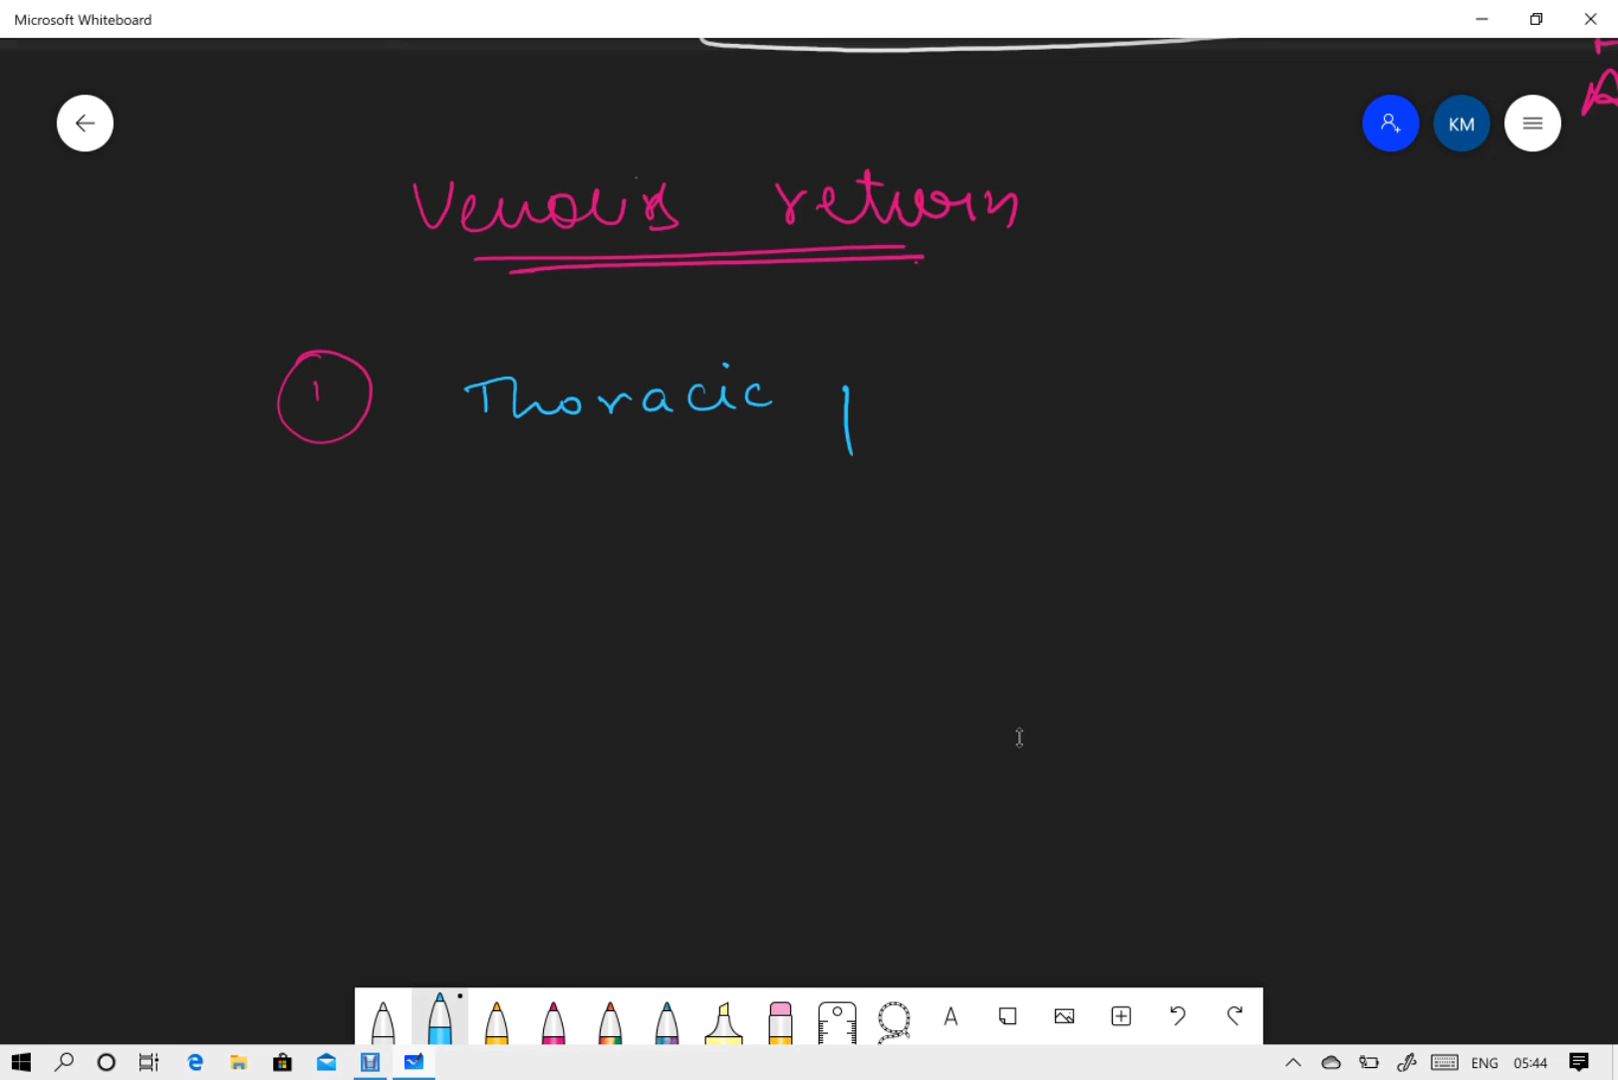 Microsoft Whiteboard
KM
Venous return
1 Thoracic
A
ENG 05:44